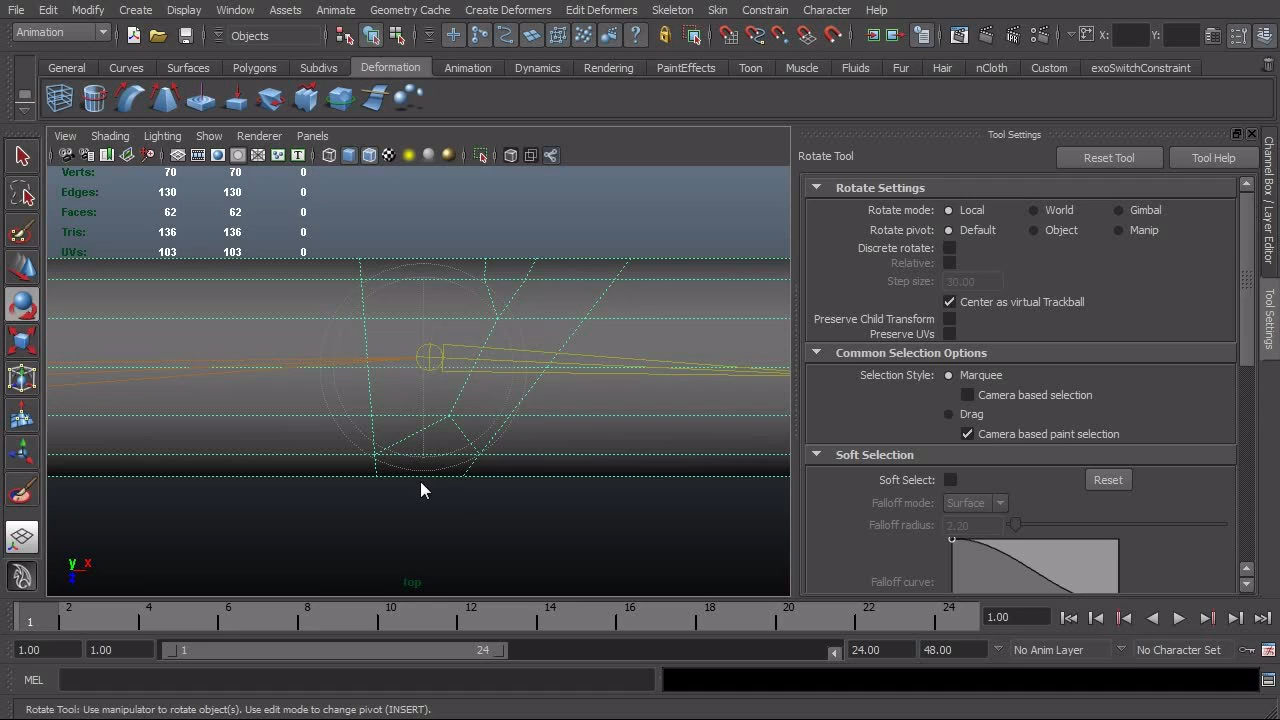 File Edit Modify Create Display Window Assets Animate Geometry Cache Create Deformers Edit Deformers Skeleton Skin Constrain Character Help
Animation Objects X: Y:
General Curves Surfaces Polygons Subdivs Deformation Animation Dynamics Rendering PaintEffects Toon Muscle Fluids Fur Hair nCloth Custom exoSwitchConstraint
View Shading Lighting Show Renderer Panels
Tool Settings
Rotate Tool Reset Tool Tool Help
Verts: 70 70 0
Edges: 130 130 0
Faces: 62 62 0
Tris: 136 136 0
UVs: 103 103 0
Rotate Settings
Rotate mode: Local World Gimbal
Rotate pivot: Default Object Manip
Discrete rotate:
Relative:
Step size: 30.00
Center as virtual Trackball
Preserve Child Transform
Preserve UVs
Common Selection Options
Selection Style: Marquee
Camera based selection
Drag
Camera based paint selection
Soft Selection
Soft Select: Reset
Falloff mode: Surface
Falloff radius: 2.20
Falloff curve:
Channel Box / Layer Editor
Tool Settings
y x
z
top
1 2 4 6 8 10 12 14 16 18 20 22 24 1.00
1.00 1.00 1 24 24.00 48.00 No Anim Layer No Character Set
MEL
Rotate Tool: Use manipulator to rotate object(s). Use edit mode to change pivot (INSERT).